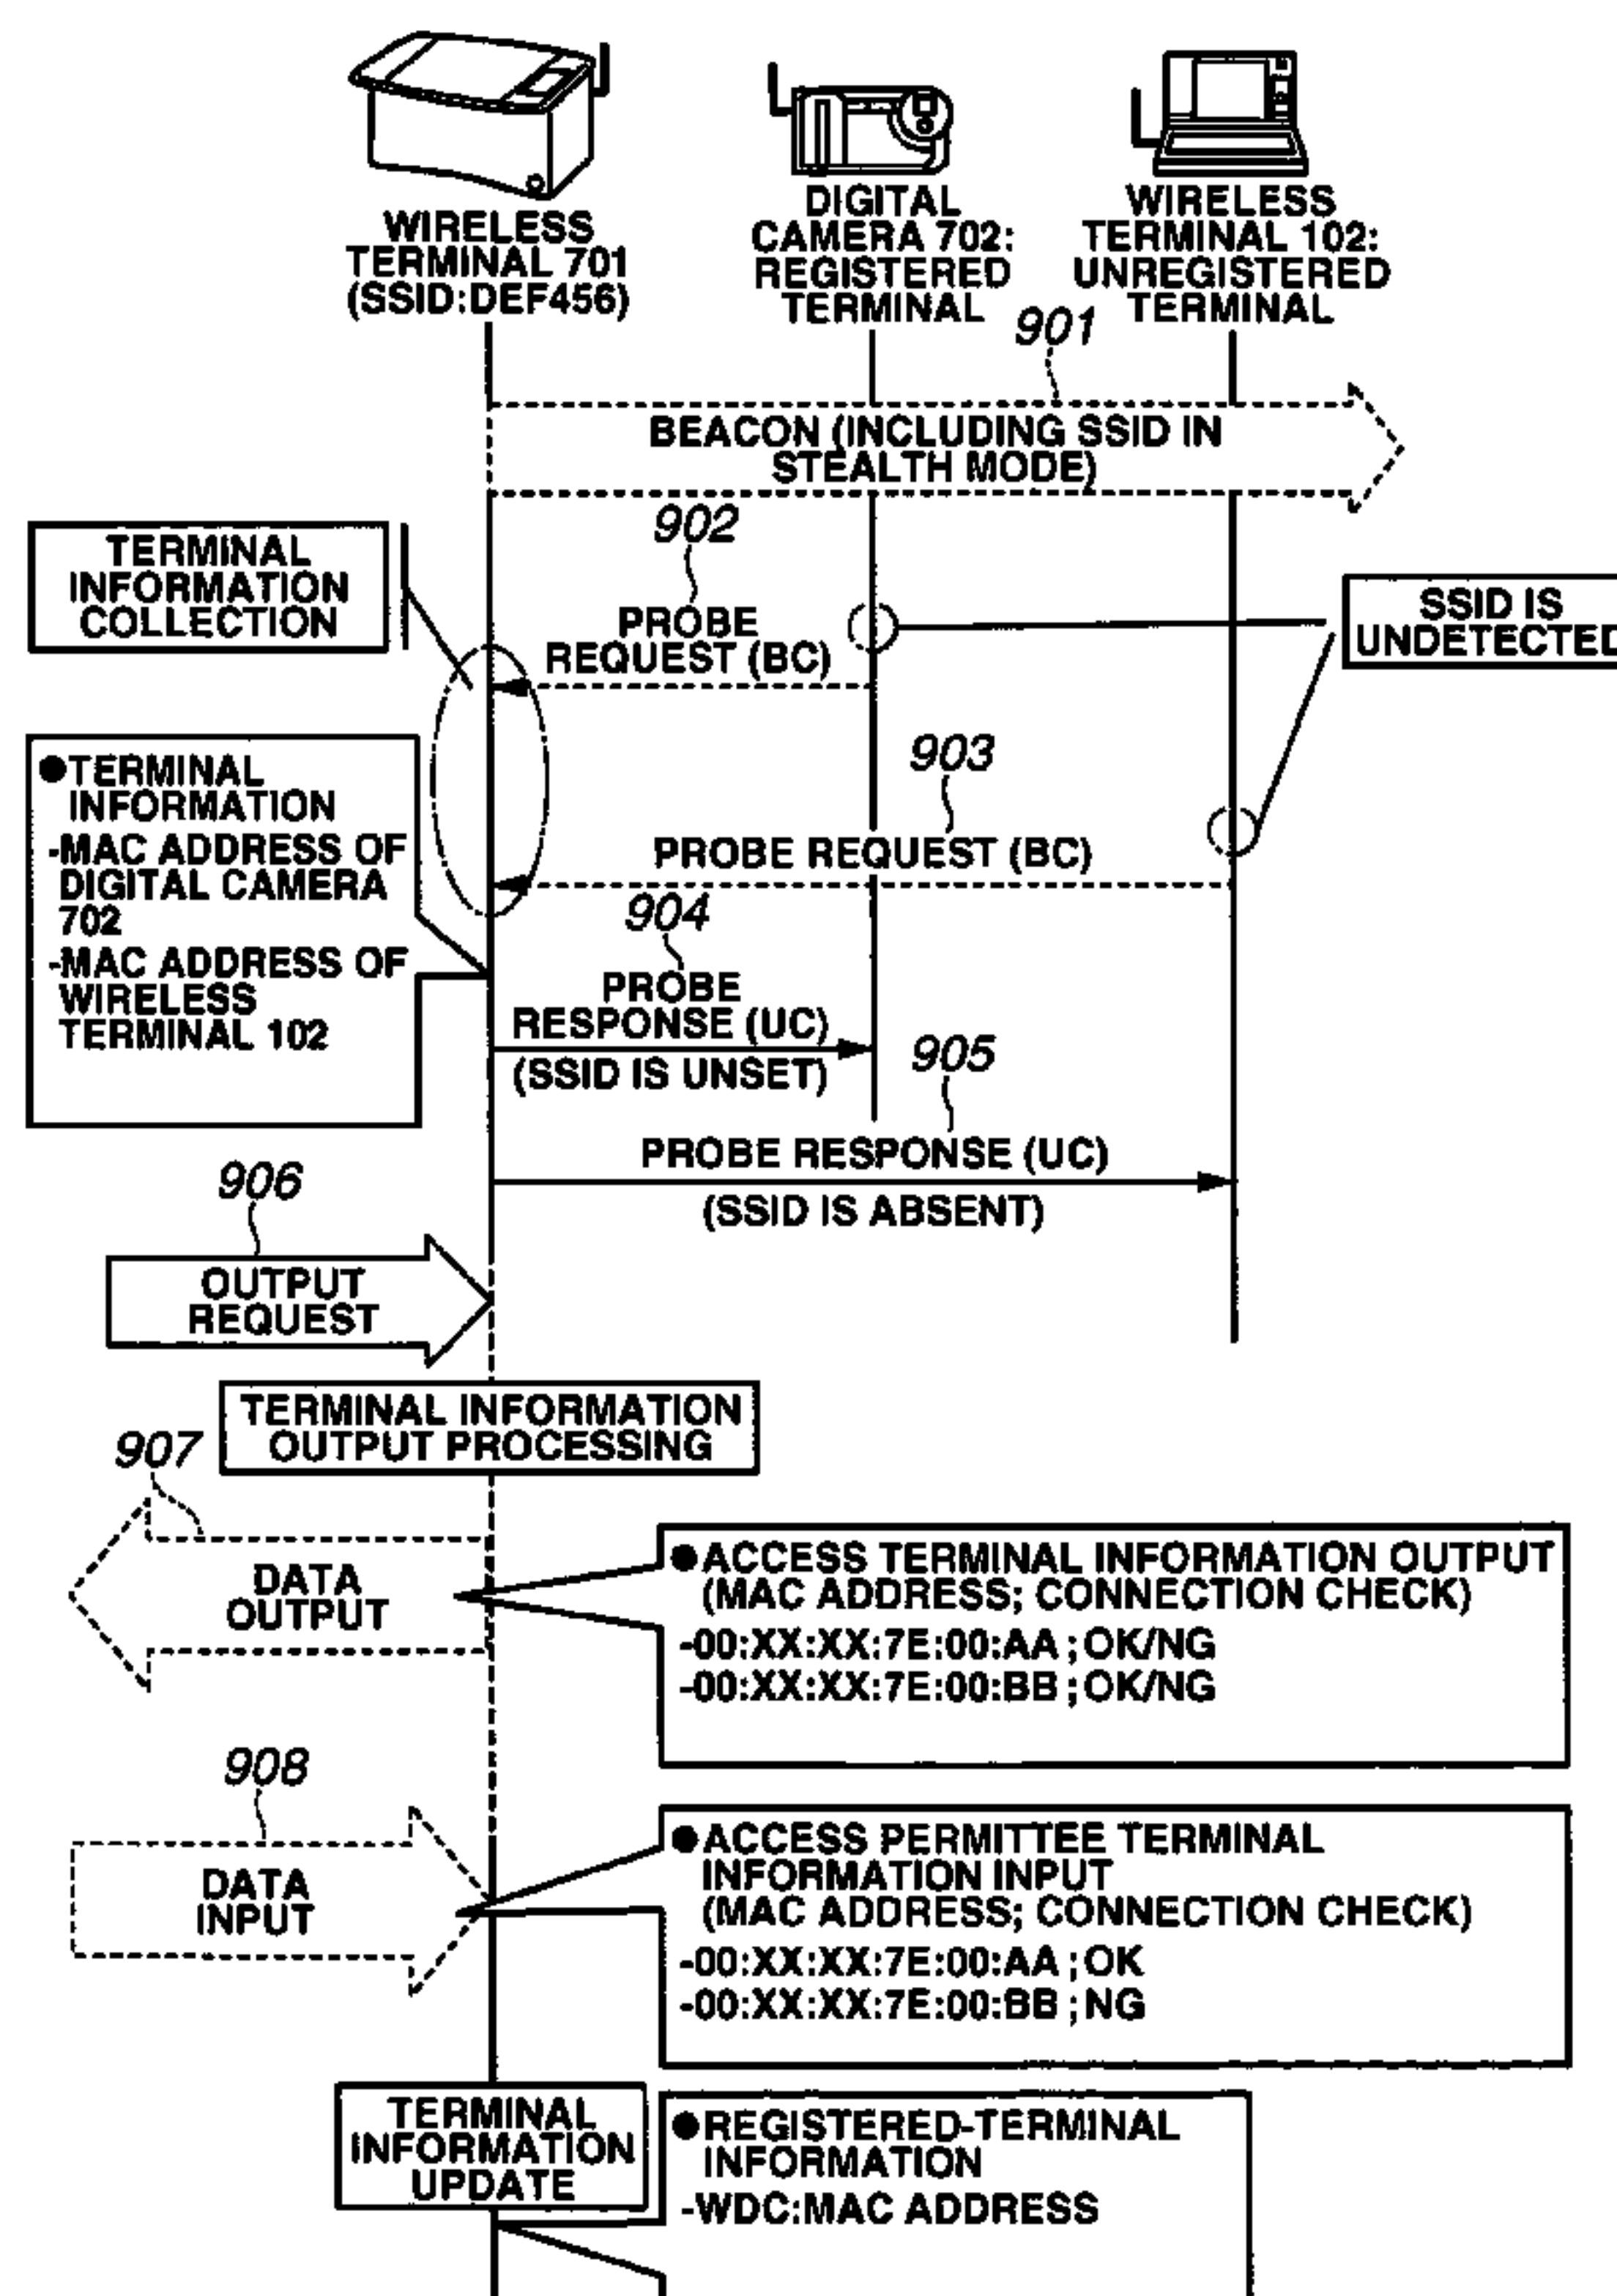 WIRELESS
TERMINAL 701
(SSID:DEF456)
DIGITAL
CAMERA 702:
REGISTERED
TERMINAL
WIRELESS
TERMINAL 102:
UNREGISTERED
TERMINAL
901
BEACON (INCLUDING SSID IN
STEALTH MODE)
902
TERMINAL
INFORMATION
COLLECTION
PROBE
REQUEST (BC)
SSID IS
UNDETECTED
903
●TERMINAL
INFORMATION
-MAC ADDRESS OF
DIGITAL CAMERA
702
-MAC ADDRESS OF
WIRELESS
TERMINAL 102
PROBE REQUEST (BC)
904
PROBE
RESPONSE (UC)
(SSID IS UNSET)
905
PROBE RESPONSE (UC)
(SSID IS ABSENT)
906
OUTPUT
REQUEST
TERMINAL INFORMATION
OUTPUT PROCESSING
907
DATA
OUTPUT
●ACCESS TERMINAL INFORMATION OUTPUT
(MAC ADDRESS; CONNECTION CHECK)
-00:XX:XX:7E:00:AA ; OK/NG
-00:XX:XX:7E:00:BB ; OK/NG
908
DATA
INPUT
●ACCESS PERMITTEE TERMINAL
INFORMATION INPUT
(MAC ADDRESS; CONNECTION CHECK)
-00:XX:XX:7E:00:AA ; OK
-00:XX:XX:7E:00:BB ; NG
TERMINAL
INFORMATION
UPDATE
●REGISTERED-TERMINAL
INFORMATION
-WDC:MAC ADDRESS